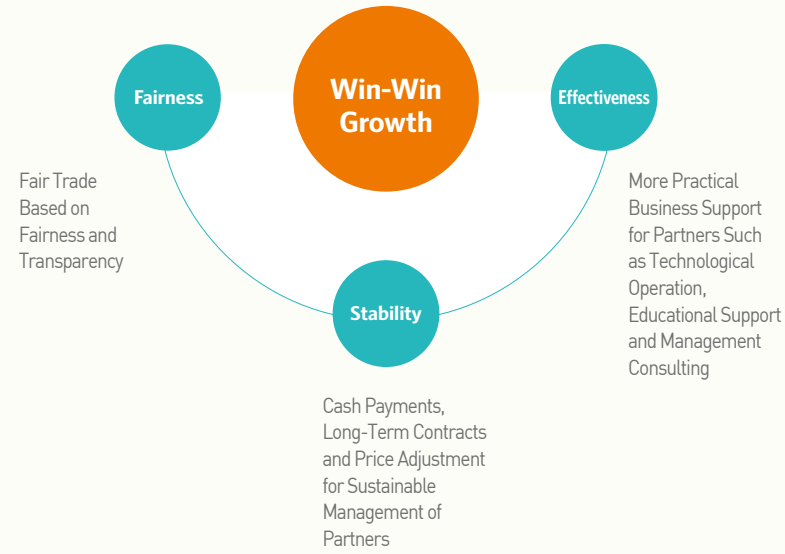 Win-Win
Growth
Fairness
Fair Trade
Based on
Fairness and
Transparency
Stability
Cash Payments,
Long-Term Contracts
and Price Adjustment
for Sustainable
Management of
Partners
Effectiveness
More Practical
Business Support
for Partners Such
as Technological
Operation,
Educational Support
and Management
Consulting